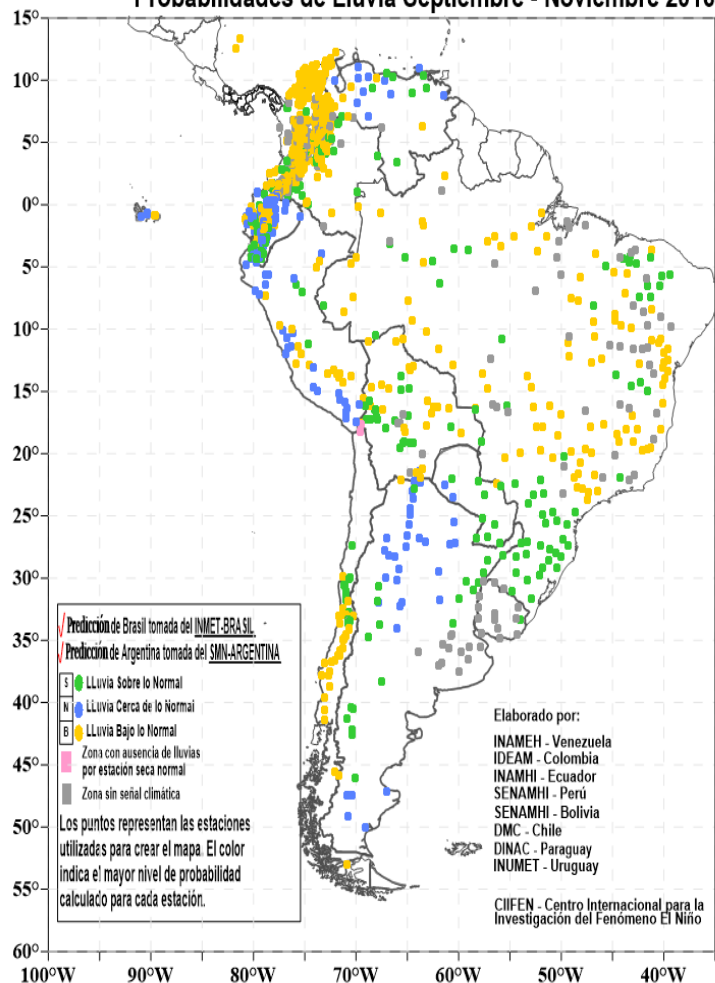 Probabilidades de Lluvia Septiembre - Noviembre 2016
15º
10º
5º
0º
5º
10º
15º
20º
25º
30º
35º
40º
45º
50º
55º
60º
100ºW
90ºW
80ºW
70ºW
60ºW
50ºW
40ºW
√ Predicción de Brasil tomada del INMET-BRASIL -
√ Predicción de Argentina tomada del SMN-ARGENTINA
S LLuvia Sobre lo Normal
N LLuvia Cerca de lo Normal
B LLuvia Bajo lo Normal
Zona con ausencia de lluvias
por estación seca normal
Zona sin señal climática
Los puntos representan las estaciones
utilizadas para crear el mapa. El color
indica el mayor nivel de probabilidad
calculado para cada estación.
Elaborado por:
INAMEH - Venezuela
IDEAM - Colombia
INAMHI - Ecuador
SENAMHI - Perú
SENAMHI - Bolivia
DMC - Chile
DINAC - Paraguay
INUMET - Uruguay
CIIFEN - Centro Internacional para la
Investigación del Fenómeno El Niño